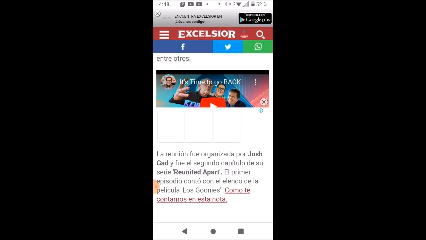 EXCELSIOR
entre otros.
It's Time to go BACK
La reunión fue organizada por Josh
Gad y fue el segundo capítulo de su
serie 'Reunited Apart'. El primer
episodio contó con el elenco de la
película 'Los Goonies'. Como te
contamos en esta nota.